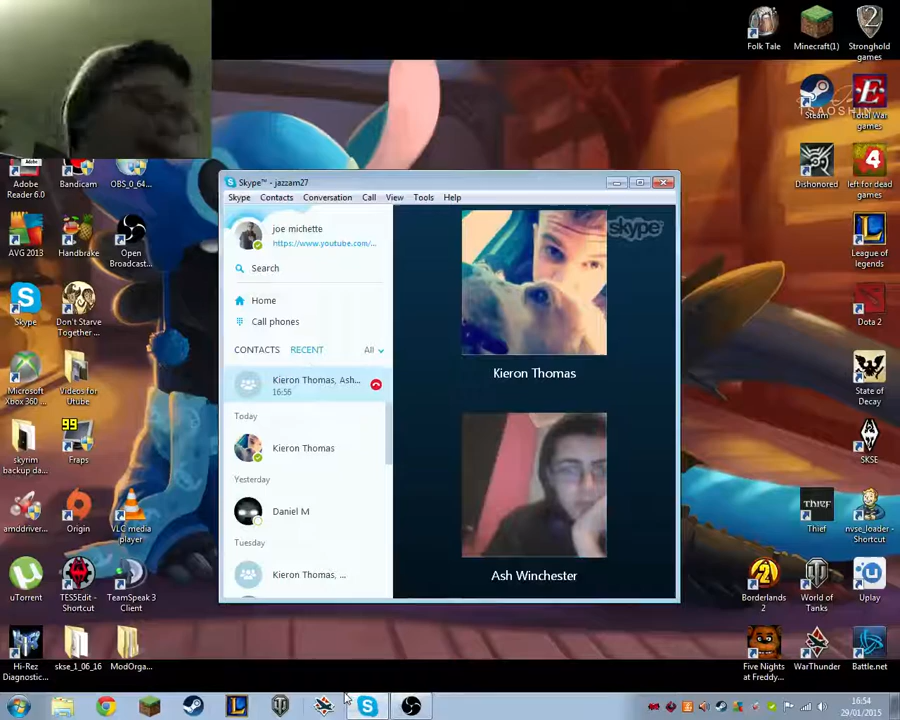 Folk Tale
Minecraft(1)
Stronghold games
TSAOSHIN
Steam
Total War games
Adobe Reader 6.0
Bandicam
OBS_0_64...
Dishonored
left for dead games
AVG 2013
Handbrake
Open Broadcast...
League of legends
Skype
Don't Starve Together ...
Dota 2
Microsoft Xbox 360 ...
Videos for Utube
State of Decay
99
skyrim backup da...
Fraps
SKSE
amddriver...
Origin
VLC media player
THIEF
Thief
nvse_loader - Shortcut
uTorrent
TES5Edit - Shortcut
TeamSpeak 3 Client
Borderlands 2
World of Tanks
Uplay
Hi-Rez Diagnostic...
skse_1_06_16
ModOrga...
Five Nights at Freddy...
WarThunder
Battle.net
Skype™ - jazzam27
Skype Contacts Conversation Call View Tools Help
joe michette
https://www.youtube.com/...
Search
Home
Call phones
CONTACTS RECENT All
Kieron Thomas, Ash...
16:56
Today
Kieron Thomas
Yesterday
Daniel M
Tuesday
Kieron Thomas, ...
skype
Kieron Thomas
Ash Winchester
16:54
29/01/2015